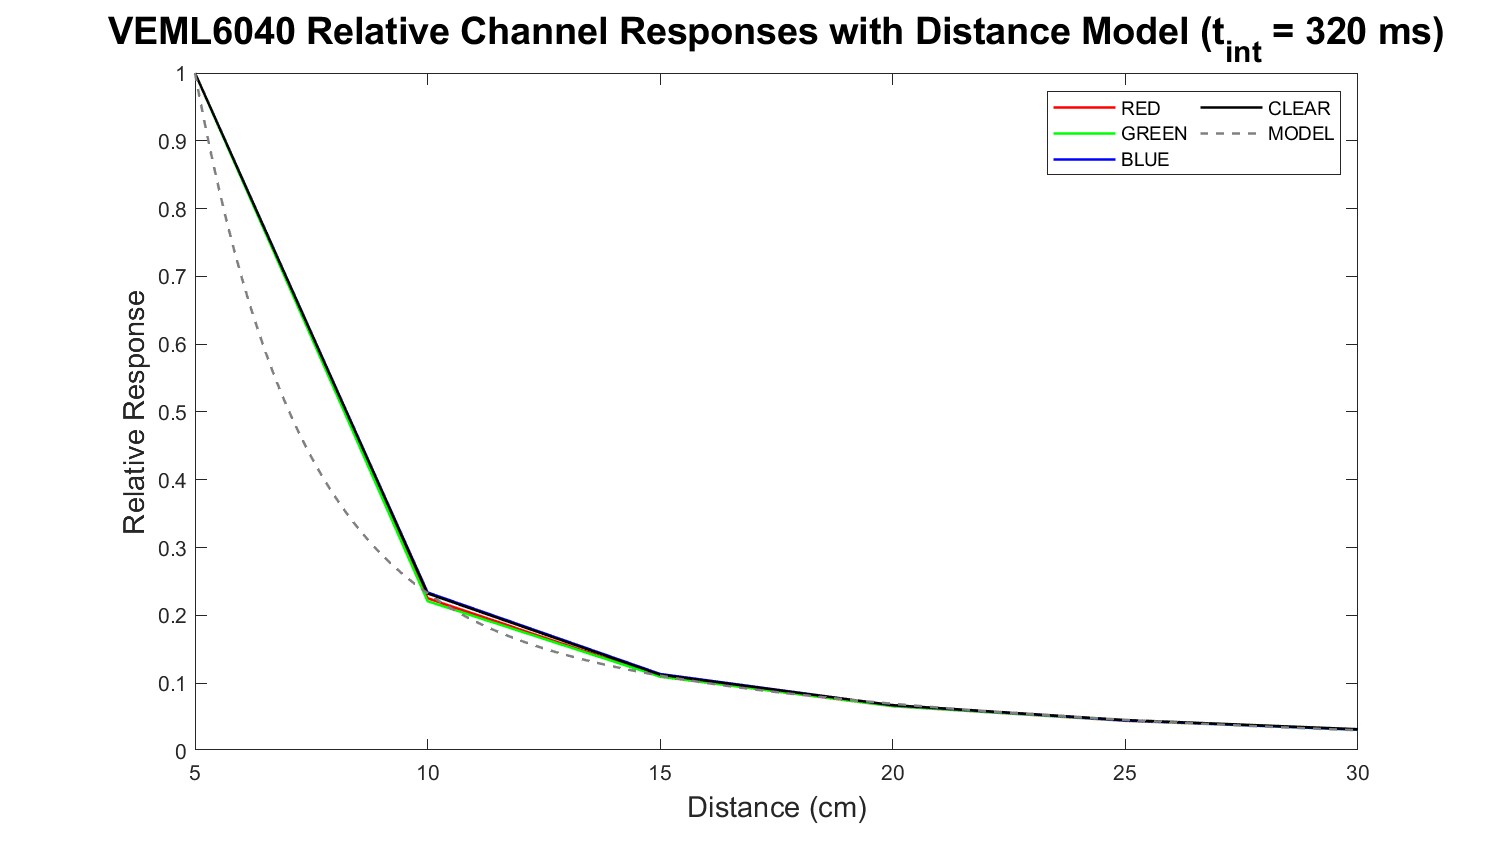 VEML6040 Relative Channel Responses with Distance Model (t_int = 320 ms)
RED
GREEN
BLUE
CLEAR
MODEL
Relative Response
1
0.9
0.8
0.7
0.6
0.5
0.4
0.3
0.2
0.1
0
5
10
15
20
25
30
Distance (cm)